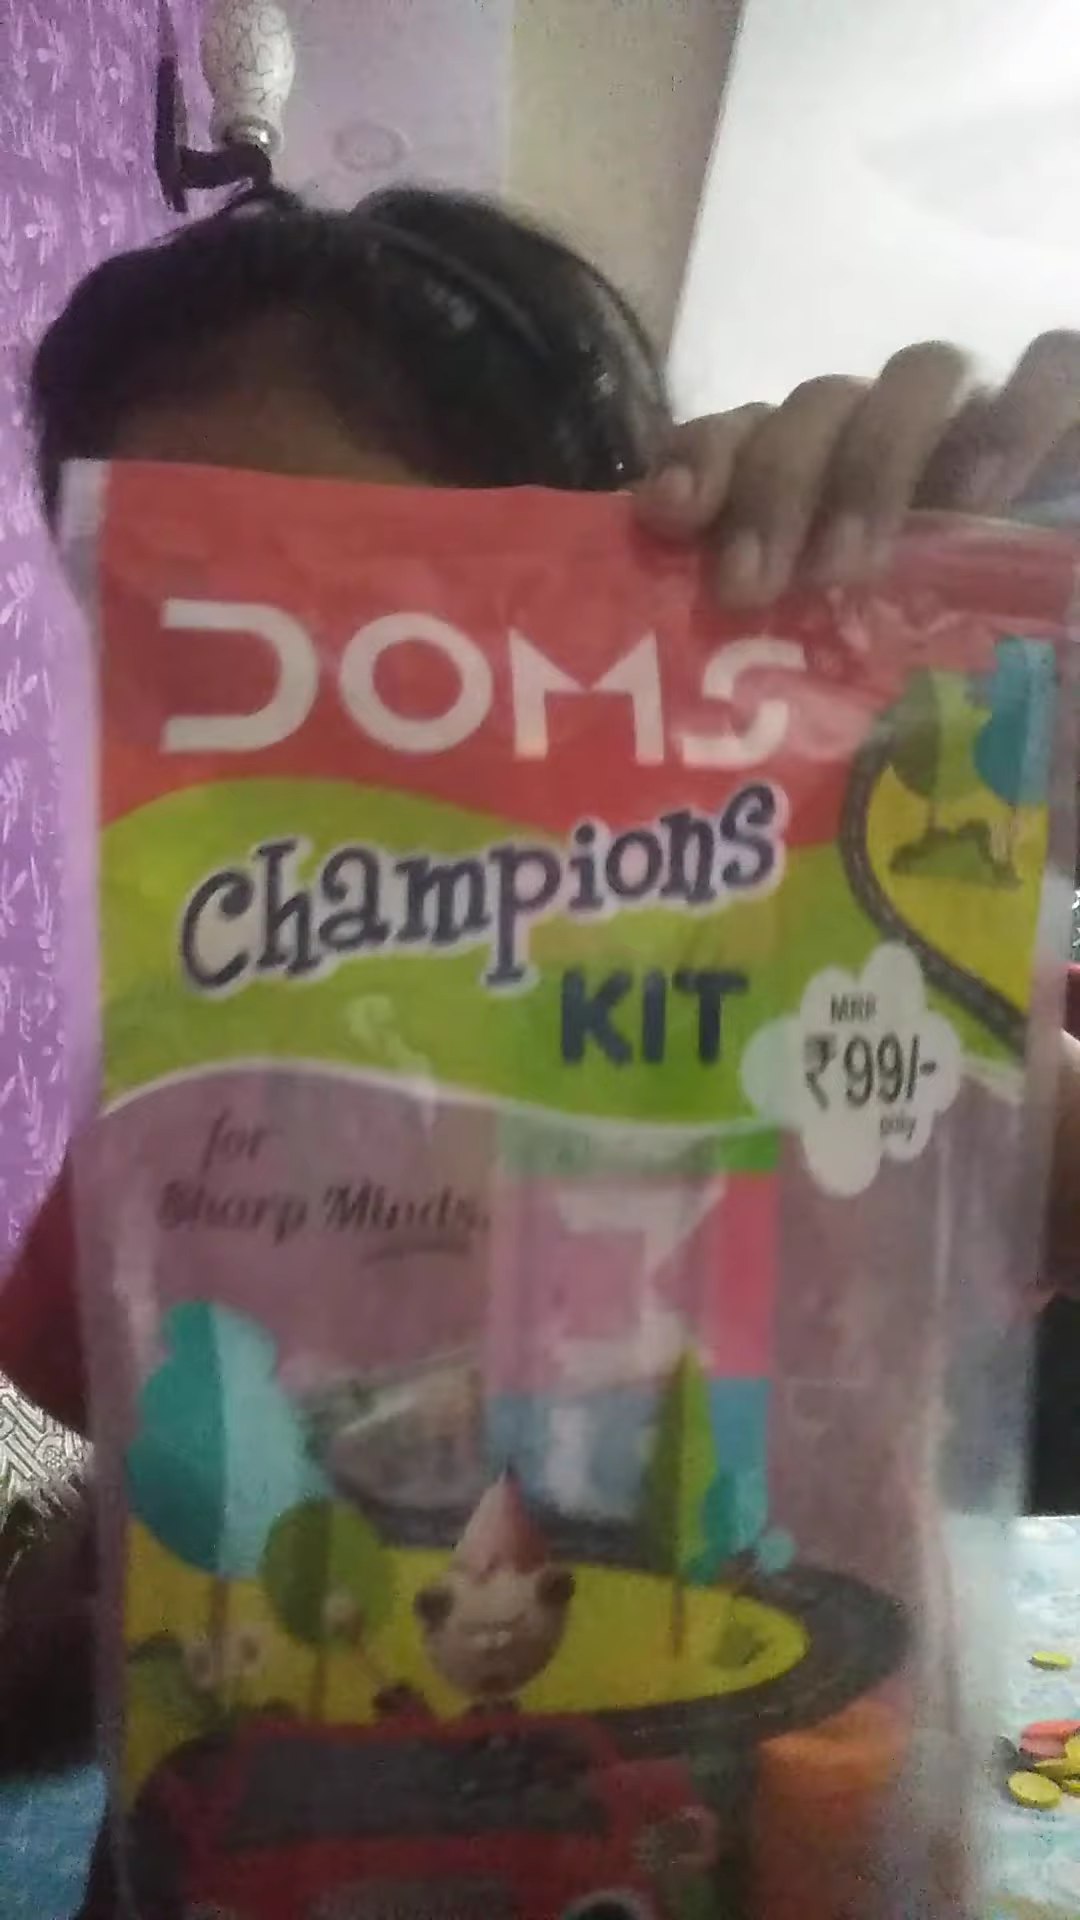 DOMS
Champions
KIT
MRP
₹99/-
only
for
Sharp Minds.